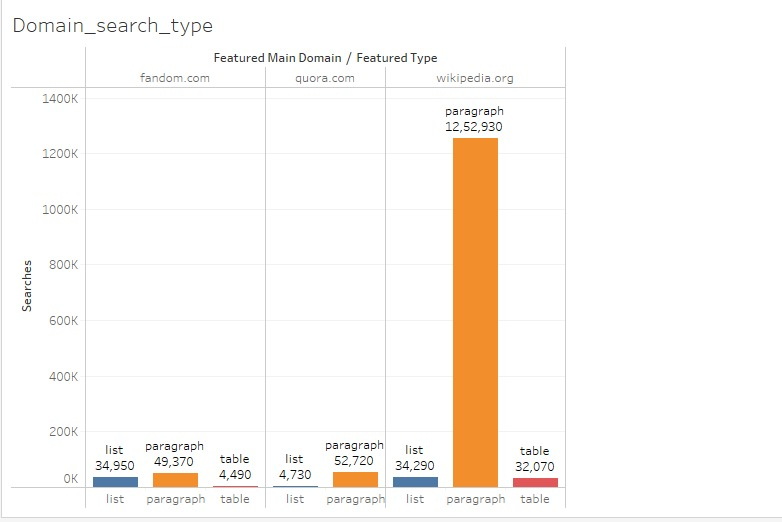 Domain_search_type
Featured Main Domain / Featured Type
fandom.com quora.com wikipedia.org
1400K
paragraph
12,52,930
1200K
1000K
800K
Searches
600K
400K
200K
list paragraph table list paragraph list table
34,950 49,370 4,490 4,730 52,720 34,290 32,070
0K
list paragraph table list paragraph list paragraph table